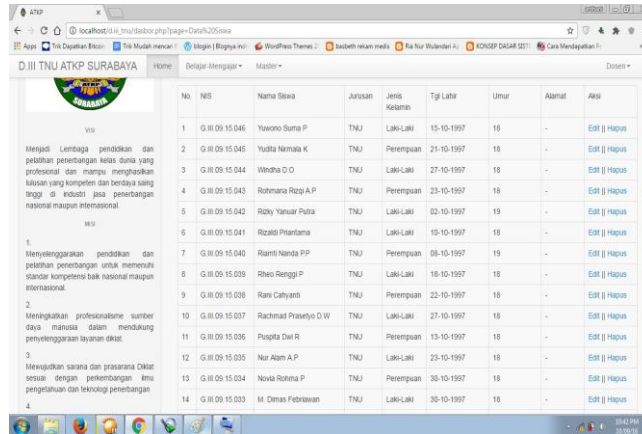 ATKP
localhost/d.iii_tnu/dasbor.php?page=Data%20Siswa
Apps
Trik Dapatkan Bitcoin
Trik Mudah mencari
blogin | Blognya indo
WordPress Themes
basbeth rekam medis
Ria Nur Wulandari
KONSEP DASAR SIST
Cara Mendapatkan
D.III TNU ATKP SURABAYA Home Belajar-Mengajar Master Dosen
SURABAYA
VISI
Menjadi Lembaga pendidikan dan
pelatihan penerbangan kelas dunia yang
profesional dan mampu menghasilkan
lulusan yang kompeten dan berdaya saing
tinggi di industri jasa penerbangan
nasional maupun internasional.
MISI
1.
Menyelenggarakan pendidikan dan
pelatihan penerbangan untuk memenuhi
standar kompetensi baik nasional maupun
internasional.
2.
Meningkatkan profesionalisme sumber
daya manusia dalam mendukung
penyelenggaraan layanan diklat.
3.
Mewujudkan sarana dan prasarana Diklat
sesuai dengan perkembangan ilmu
pengetahuan dan teknologi penerbangan
4.
No. NIS Nama Siswa Jurusan Jenis Kelamin Tgl Lahir Umur Alamat Aksi
1 G.III.09.15.046 Yuwono Suma P TNU Laki-Laki 15-10-1997 18 - Edit || Hapus
2 G.III.09.15.045 Yudita Nirmala K TNU Perempuan 21-10-1997 18 - Edit || Hapus
3 G.III.09.15.044 Windha D.O TNU Laki-Laki 27-10-1997 18 - Edit || Hapus
4 G.III.09.15.043 Rohmana Rizqi A.P TNU Perempuan 23-10-1997 18 - Edit || Hapus
5 G.III.09.15.042 Rizky Yanuar Putra TNU Laki-Laki 02-10-1997 19 - Edit || Hapus
6 G.III.09.15.041 Rizaldi Priantama TNU Laki-Laki 10-10-1997 18 - Edit || Hapus
7 G.III.09.15.040 Riamti Nanda P.P TNU Perempuan 08-10-1997 19 - Edit || Hapus
8 G.III.09.15.039 Rheo Renggi P TNU Laki-Laki 18-10-1997 18 - Edit || Hapus
9 G.III.09.15.038 Rani Cahyanti TNU Perempuan 22-10-1997 18 - Edit || Hapus
10 G.III.09.15.037 Rachmad Prasetyo D.W TNU Laki-Laki 27-10-1997 18 - Edit || Hapus
11 G.III.09.15.036 Puspita Dwi R TNU Perempuan 13-10-1997 18 - Edit || Hapus
12 G.III.09.15.035 Nur Alam A.P TNU Laki-Laki 23-10-1997 18 - Edit || Hapus
13 G.III.09.15.034 Novia Rohma P TNU Perempuan 30-10-1997 18 - Edit || Hapus
14 G.III.09.15.033 M. Dimas Febriawan TNU Laki-Laki 30-10-1997 18 - Edit || Hapus